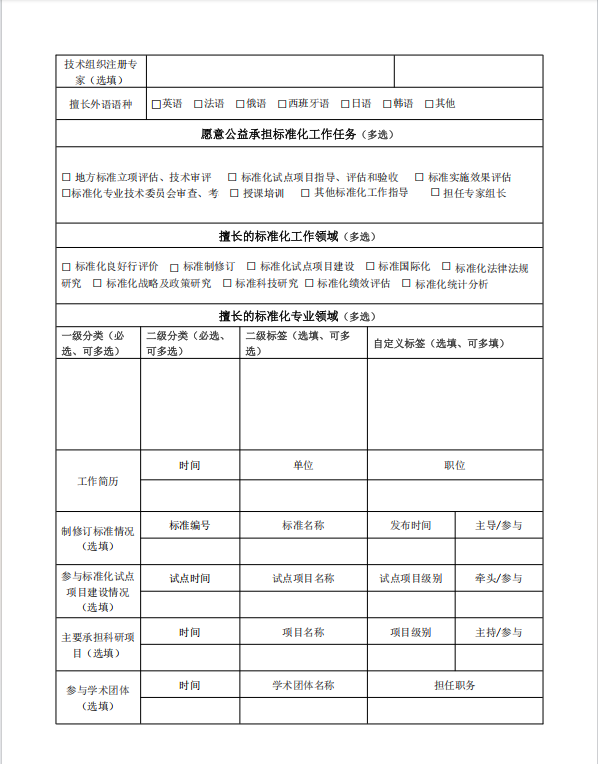 技术组织注册专
家（选填）
擅长外语语种 □英语 □法语 □俄语 □西班牙语 □日语 □韩语 □其他
愿意公益承担标准化工作任务（多选）
□ 地方标准立项评估、技术审评 □ 标准化试点项目指导、评估和验收 □ 标准实施效果评估
□标准化专业技术委员会审查、考 □ 授课培训 □ 其他标准化工作指导 □ 担任专家组长
擅长的标准化工作领域（多选）
□ 标准化良好行评价 □ 标准制修订 □ 标准化试点项目建设 □ 标准国际化 □ 标准化法律法规
研究 □ 标准化战略及政策研究 □ 标准科技研究 □ 标准化绩效评估 □ 标准化统计分析
擅长的标准化专业领域（多选）
一级分类（必
选、可多选）
二级分类（必选、
可多选）
二级标签（选填、可多
选）
自定义标签（选填、可多填）
工作简历
时间 单位 职位
制修订标准情况
（选填）
标准编号 标准名称 发布时间 主导/参与
参与标准化试点
项目建设情况
（选填）
试点时间 试点项目名称 试点项目级别 牵头/参与
主要承担科研项
目（选填）
时间 项目名称 项目级别 主持/参与
参与学术团体
（选填）
时间 学术团体名称 担任职务